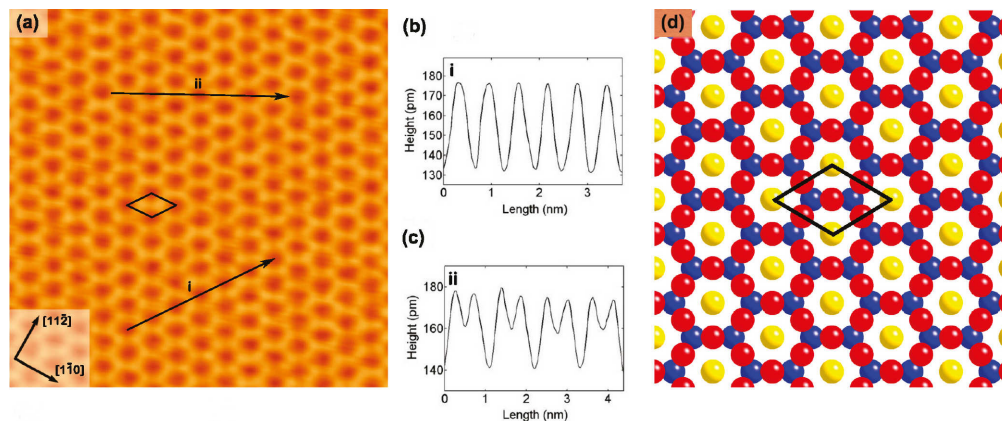 (a)
ii
i
[112̄]
[11̄0]
(b)
i
Height (pm)
180
170
160
150
140
130
125
0 1 2 3
Length (nm)
(c)
ii
Height (pm)
180
160
140
0 1 2 3 4
Length (nm)
(d)